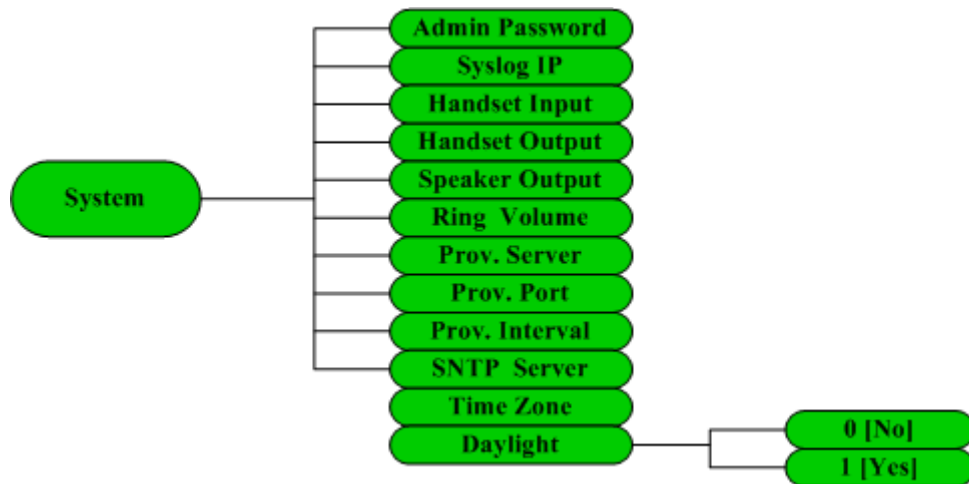 System
Admin Password
Syslog IP
Handset Input
Handset Output
Speaker Output
Ring Volume
Prov. Server
Prov. Port
Prov. Interval
SNTP Server
Time Zone
Daylight
0 [No]
1 [Yes]